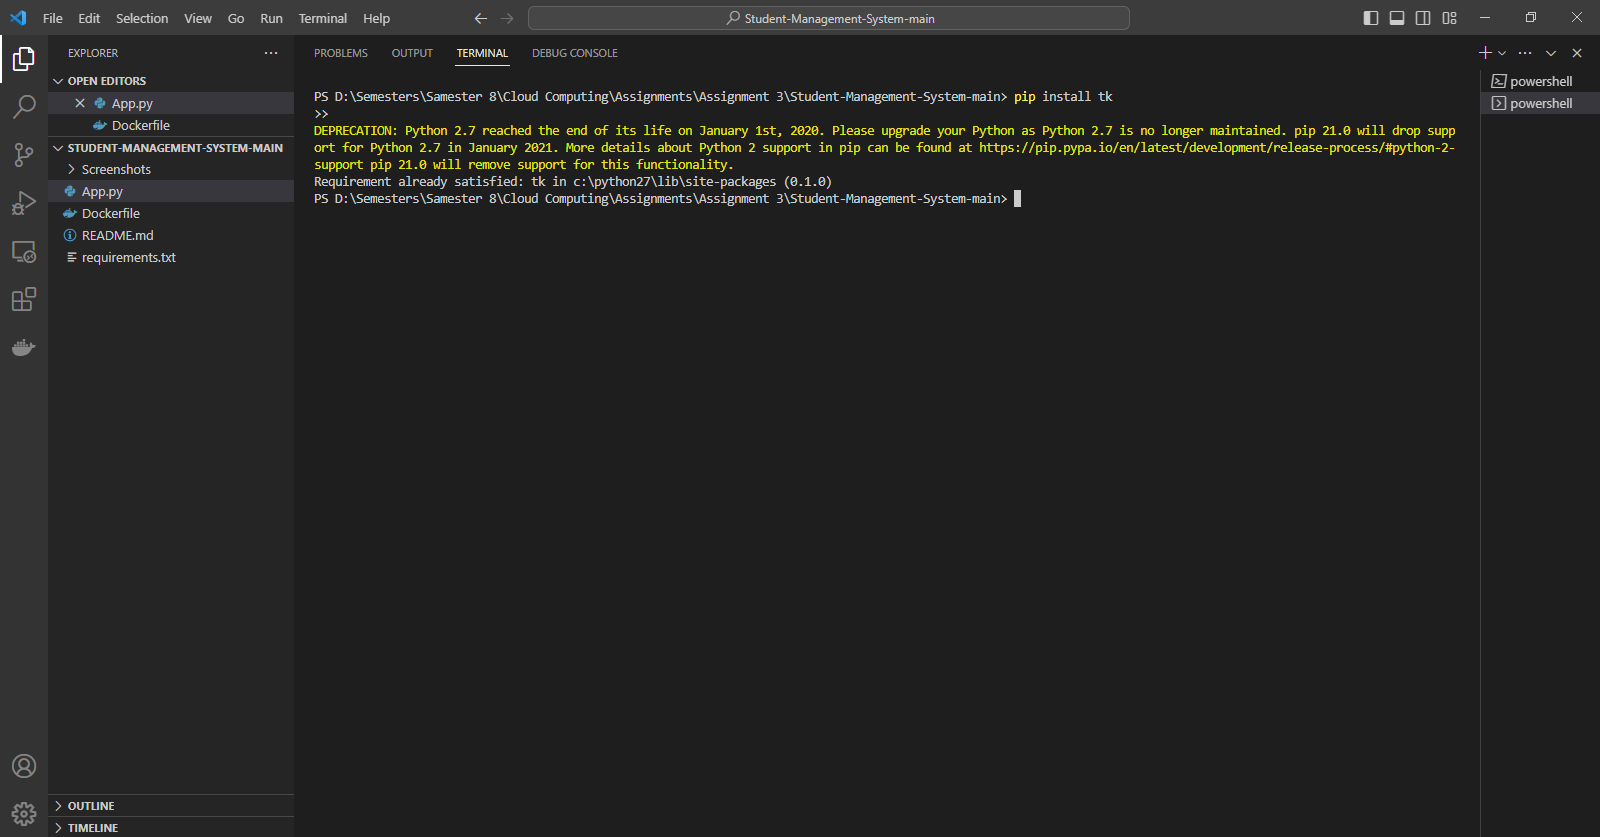 File Edit Selection View Go Run Terminal Help
Student-Management-System-main
EXPLORER
OPEN EDITORS
App.py
Dockerfile
STUDENT-MANAGEMENT-SYSTEM-MAIN
Screenshots
App.py
Dockerfile
README.md
requirements.txt
OUTLINE
TIMELINE
PROBLEMS OUTPUT TERMINAL DEBUG CONSOLE
PS D:\Semesters\Samester 8\Cloud Computing\Assignments\Assignment 3\Student-Management-System-main> pip install tk
>>
DEPRECATION: Python 2.7 reached the end of its life on January 1st, 2020. Please upgrade your Python as Python 2.7 is no longer maintained. pip 21.0 will drop supp
ort for Python 2.7 in January 2021. More details about Python 2 support in pip can be found at https://pip.pypa.io/en/latest/development/release-process/#python-2-
support pip 21.0 will remove support for this functionality.
Requirement already satisfied: tk in c:\python27\lib\site-packages (0.1.0)
PS D:\Semesters\Samester 8\Cloud Computing\Assignments\Assignment 3\Student-Management-System-main>
powershell
powershell